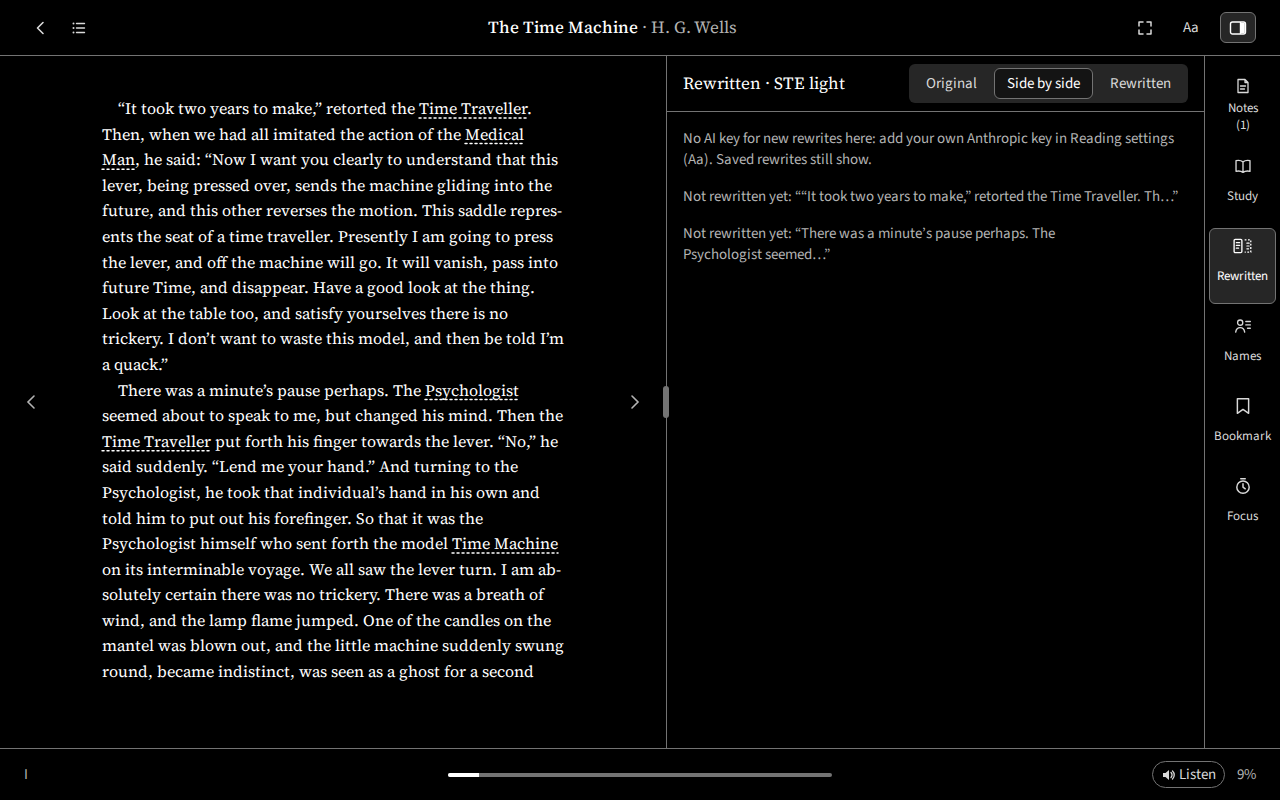 The Time Machine · H. G. Wells
Aa
“It took two years to make,” retorted the Time Traveller.
Then, when we had all imitated the action of the Medical
Man, he said: “Now I want you clearly to understand that this
lever, being pressed over, sends the machine gliding into the
future, and this other reverses the motion. This saddle repres-
ents the seat of a time traveller. Presently I am going to press
the lever, and off the machine will go. It will vanish, pass into
future Time, and disappear. Have a good look at the thing.
Look at the table too, and satisfy yourselves there is no
trickery. I don’t want to waste this model, and then be told I’m
a quack.”
There was a minute’s pause perhaps. The Psychologist
seemed about to speak to me, but changed his mind. Then the
Time Traveller put forth his finger towards the lever. “No,” he
said suddenly. “Lend me your hand.” And turning to the
Psychologist, he took that individual’s hand in his own and
told him to put out his forefinger. So that it was the
Psychologist himself who sent forth the model Time Machine
on its interminable voyage. We all saw the lever turn. I am ab-
solutely certain there was no trickery. There was a breath of
wind, and the lamp flame jumped. One of the candles on the
mantel was blown out, and the little machine suddenly swung
round, became indistinct, was seen as a ghost for a second
Rewritten · STE light
Original
Side by side
Rewritten
No AI key for new rewrites here: add your own Anthropic key in Reading settings
(Aa). Saved rewrites still show.
Not rewritten yet: ““It took two years to make,” retorted the Time Traveller. Th…”
Not rewritten yet: “There was a minute’s pause perhaps. The
Psychologist seemed…”
Notes
(1)
Study
Rewritten
Names
Bookmark
Focus
I
Listen
9%